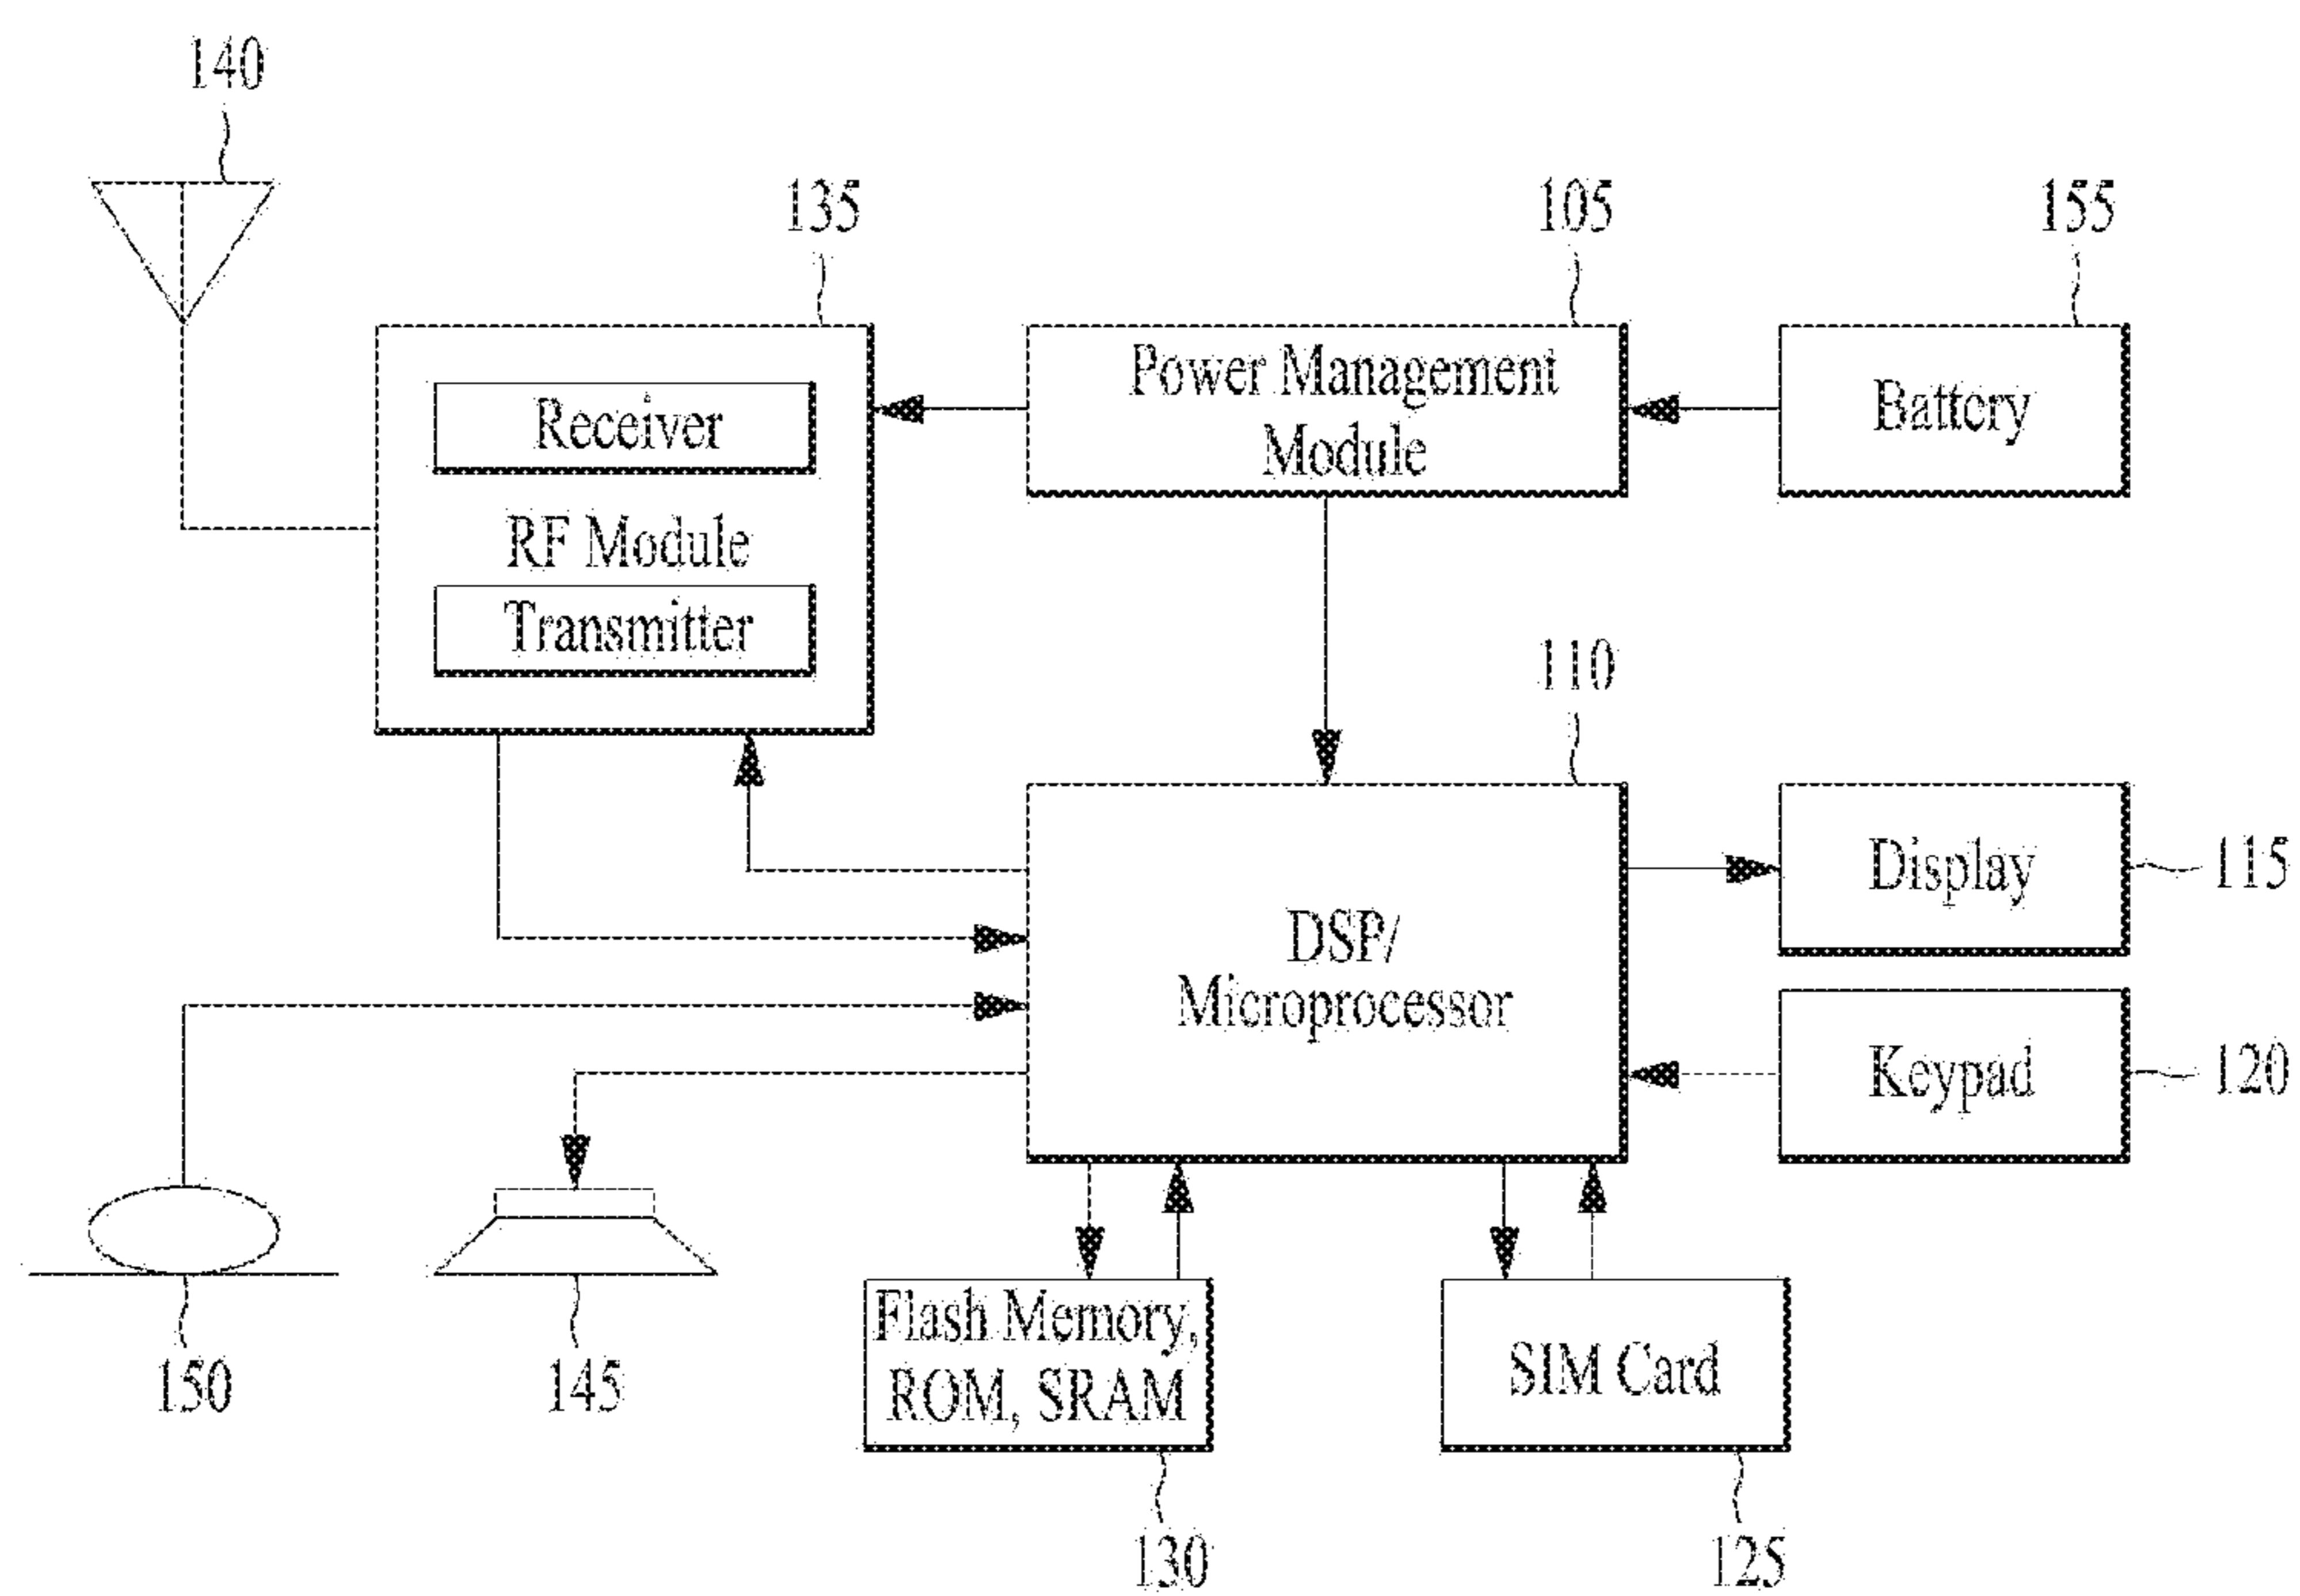 140
135
105
155
Power Management
Module
Battery
Receiver
RF Module
Transmitter
110
Display
115
DSP/
Microprocessor
Keypad
120
150
145
Flash Memory,
ROM, SRAM
SIM Card
130
125